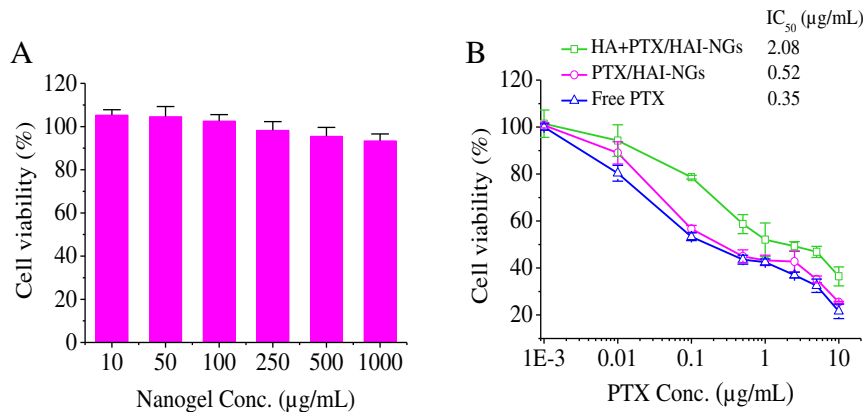 A
Cell viability (%)
120
100
80
60
40
20
0
10 50 100 250 500 1000
Nanogel Conc. (µg/mL)
B
IC50 (µg/mL)
HA+PTX/HAI-NGs 2.08
PTX/HAI-NGs 0.52
Free PTX 0.35
Cell viability (%)
120
100
80
60
40
20
1E-3 0.01 0.1 1 10
PTX Conc. (µg/mL)